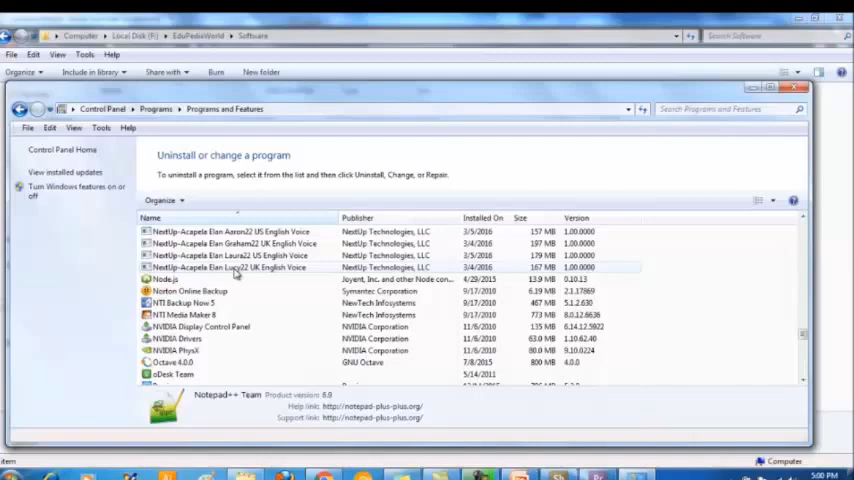 Computer ▸ Local Disk (F:) ▸ EduPediaWorld ▸ Software
Search Software
File Edit View Tools Help
Organize Include in library Share with Burn New folder
Control Panel ▸ Programs ▸ Programs and Features
Search Programs and Features
File Edit View Tools Help
Control Panel Home
View installed updates
Turn Windows features on or
off
Uninstall or change a program
To uninstall a program, select it from the list and then click Uninstall, Change, or Repair.
Organize
Name Publisher Installed On Size Version
NextUp-Acapela Elan Aaron22 US English Voice NextUp Technologies, LLC 3/5/2016 157 MB 1.00.0000
NextUp-Acapela Elan Graham22 UK English Voice NextUp Technologies, LLC 3/4/2016 197 MB 1.00.0000
NextUp-Acapela Elan Laura22 US English Voice NextUp Technologies, LLC 3/5/2016 179 MB 1.00.0000
NextUp-Acapela Elan Lucy22 UK English Voice NextUp Technologies, LLC 3/4/2016 167 MB 1.00.0000
Node.js Joyent, Inc. and other Node con... 4/29/2015 13.9 MB 0.10.13
Norton Online Backup Symantec Corporation 9/17/2010 6.19 MB 2.1.17869
NTI Backup Now 5 NewTech Infosystems 9/17/2010 467 MB 5.1.2.630
NTI Media Maker 8 NewTech Infosystems 9/17/2010 773 MB 8.0.12.6636
NVIDIA Display Control Panel NVIDIA Corporation 11/6/2010 135 MB 6.14.12.5922
NVIDIA Drivers NVIDIA Corporation 11/6/2010 63.0 MB 1.10.62.40
NVIDIA PhysX NVIDIA Corporation 11/6/2010 80.0 MB 9.10.0224
Octave 4.0.0 GNU Octave 7/8/2015 800 MB 4.0.0
oDesk Team 5/14/2011
Notepad++ Team Product version: 6.9
Help link: http://notepad-plus-plus.org/
Support link: http://notepad-plus-plus.org/
item
Computer
5:00 PM